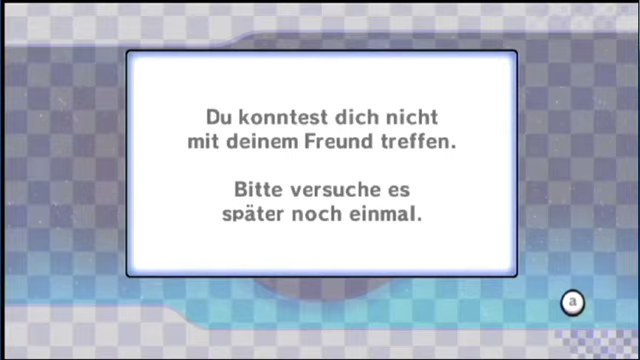 Du konntest dich nicht
mit deinem Freund treffen.
Bitte versuche es
später noch einmal.
a